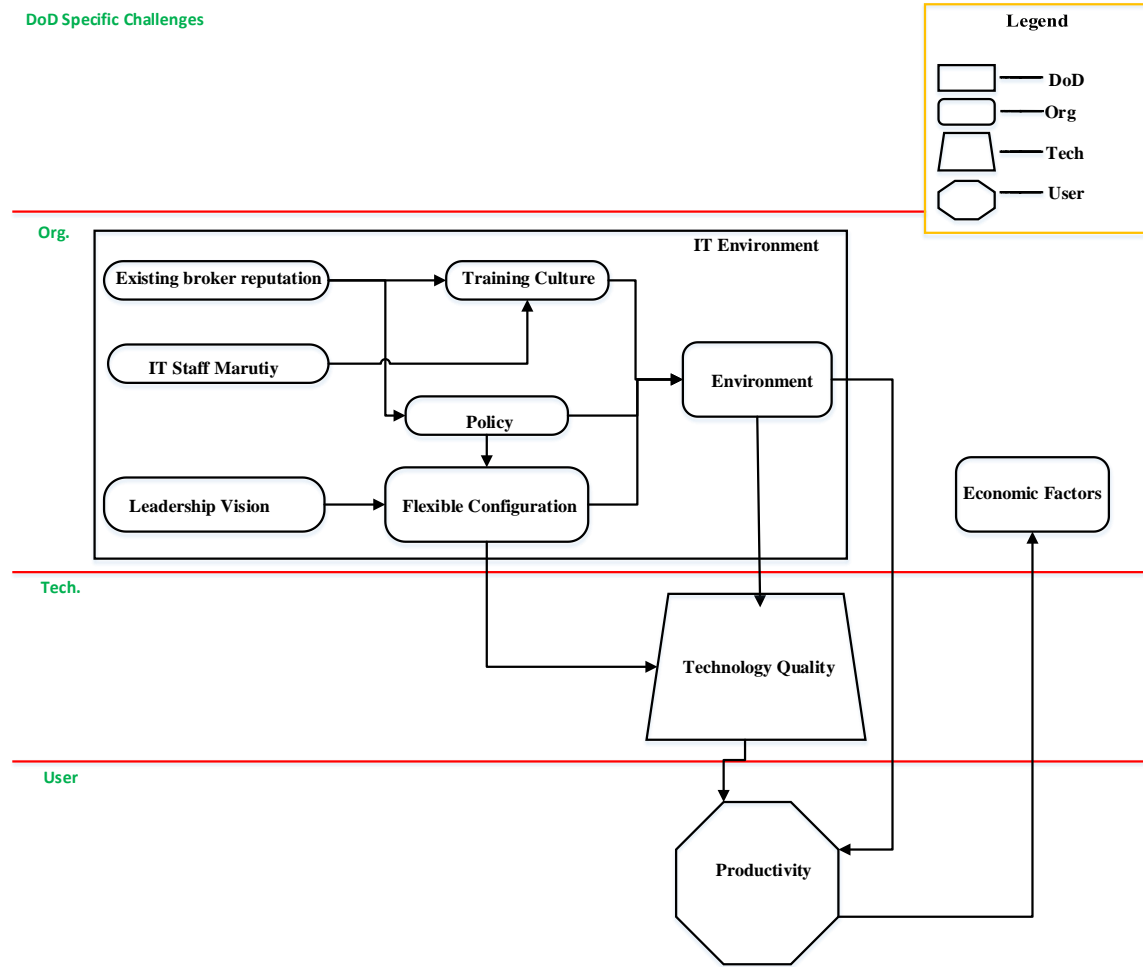 DoD Specific Challenges
Legend
DoD
Org
Tech
User
Org.
IT Environment
Existing broker reputation
Training Culture
IT Staff Marutiy
Environment
Policy
Leadership Vision
Flexible Configuration
Economic Factors
Tech.
Technology Quality
User
Productivity